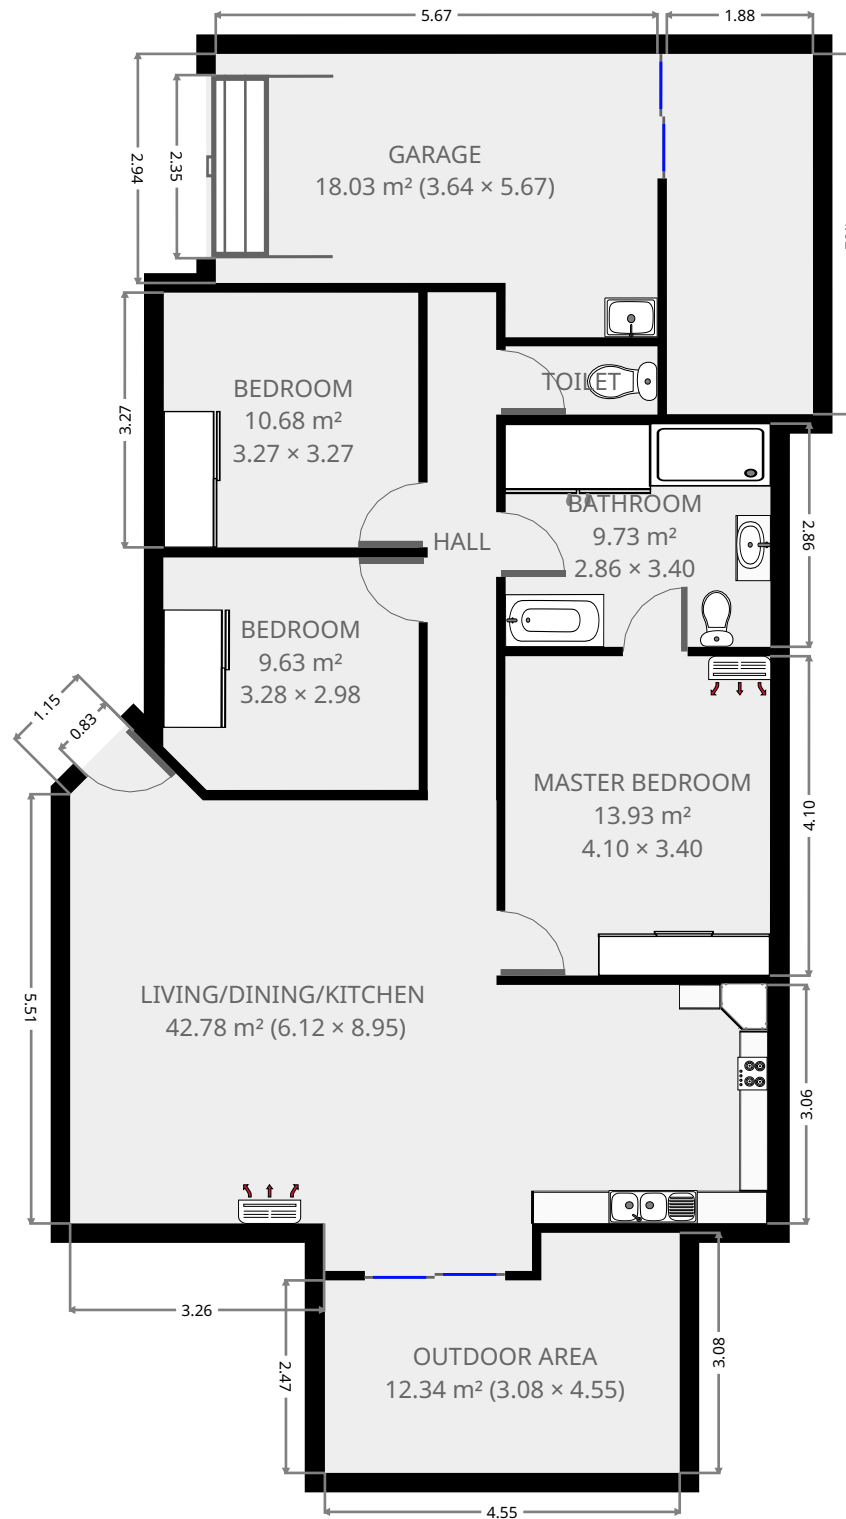 5.67
1.88
2.94
2.35
GARAGE
18.03 m² (3.64 × 5.67)
BEDROOM
10.68 m²
3.27 × 3.27
3.27
TOILET
BATHROOM
9.73 m²
2.86 × 3.40
2.86
HALL
BEDROOM
9.63 m²
3.28 × 2.98
1.15
0.83
MASTER BEDROOM
13.93 m²
4.10 × 3.40
4.10
LIVING/DINING/KITCHEN
42.78 m² (6.12 × 8.95)
5.51
3.06
3.26
2.47
OUTDOOR AREA
12.34 m² (3.08 × 4.55)
3.08
4.55